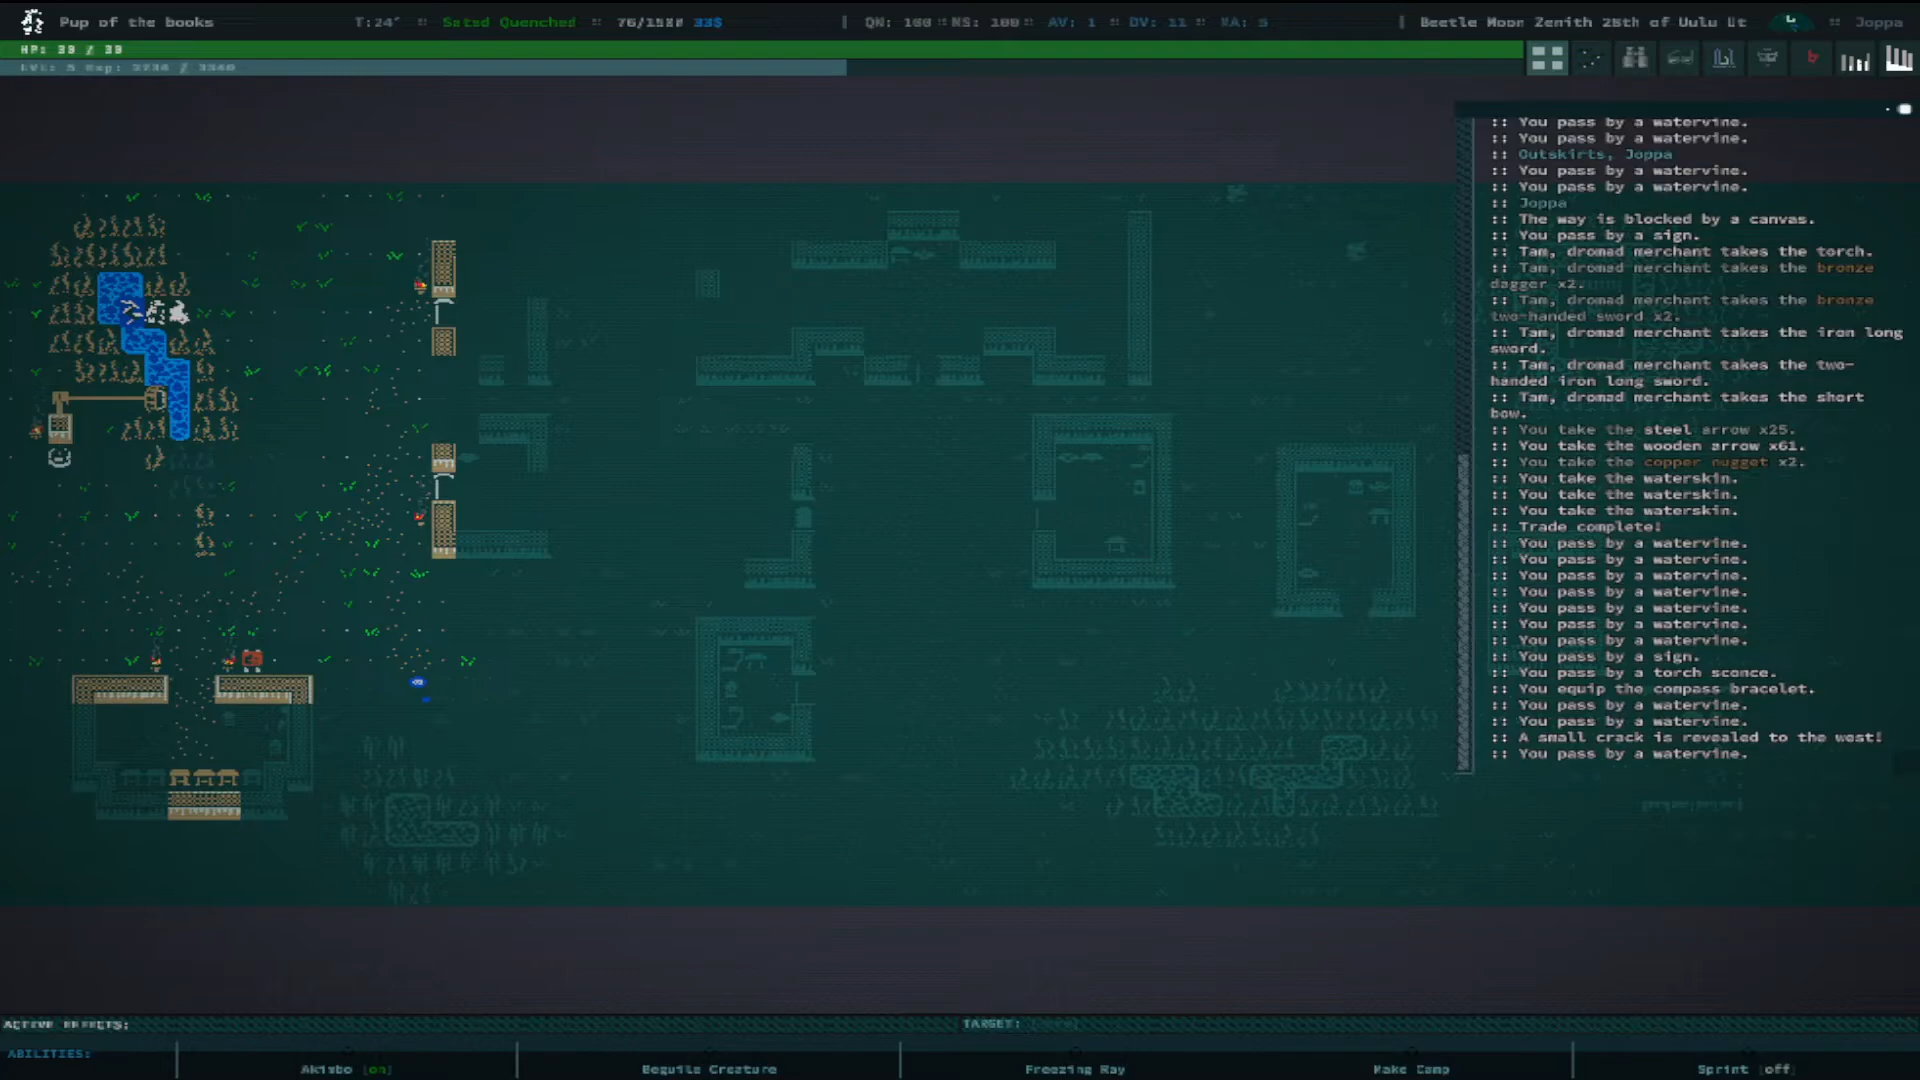 Pup of the books
T:24° :: Sated Quenched :: 76/158# 33$ | QN: 100 :: MS: 100 :: AV: 1 :: DV: 11 :: MA: 5 | Beetle Moon Zenith 25th of Uulu Ut :: Joppa
HP: 39 / 39
LVL: 5 Exp: / 3360
:: You pass by a watervine.
:: You pass by a watervine.
:: Outskirts, Joppa
:: You pass by a watervine.
:: You pass by a watervine.
:: Joppa
:: The way is blocked by a canvas.
:: You pass by a sign.
:: Tam, dromad merchant takes the torch.
:: Tam, dromad merchant takes the bronze
dagger x2.
:: Tam, dromad merchant takes the bronze
two-handed sword x2.
:: Tam, dromad merchant takes the iron long
sword.
:: Tam, dromad merchant takes the two-
handed iron long sword.
:: Tam, dromad merchant takes the short
bow.
:: You take the steel arrow x25.
:: You take the wooden arrow x61.
:: You take the copper nugget x2.
:: You take the waterskin.
:: You take the waterskin.
:: You take the waterskin.
:: Trade complete!
:: You pass by a watervine.
:: You pass by a watervine.
:: You pass by a watervine.
:: You pass by a watervine.
:: You pass by a watervine.
:: You pass by a watervine.
:: You pass by a watervine.
:: You pass by a sign.
:: You pass by a torch sconce.
:: You equip the compass bracelet.
:: You pass by a watervine.
:: You pass by a watervine.
:: A small crack is revealed to the west!
:: You pass by a watervine.
ACTIVE EFFECTS:
TARGET: [none]
ABILITIES:
Akimbo [on]
Beguile Creature
Freezing Ray
Make Camp
Sprint [off]